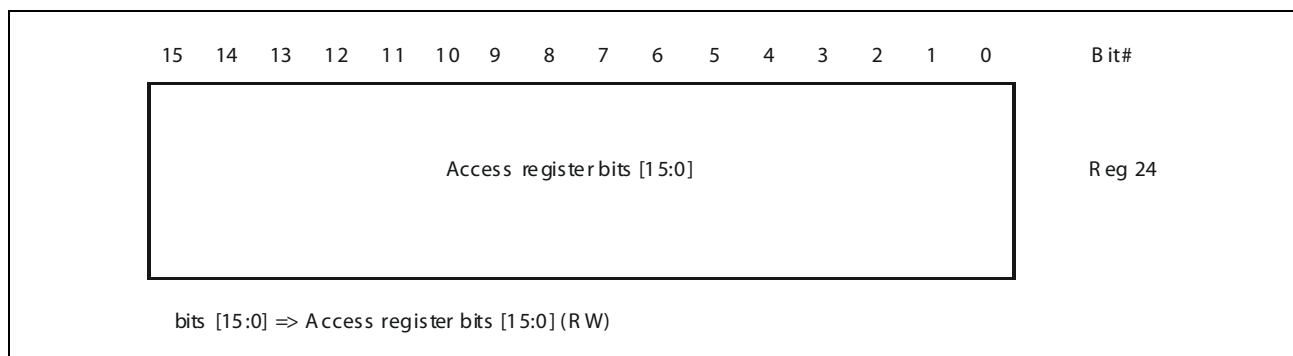 15 14 13 12 11 10 9 8 7 6 5 4 3 2 1 0 Bit#
Access register bits [15:0] Reg 24
bits [15:0] => Access register bits [15:0] (RW)